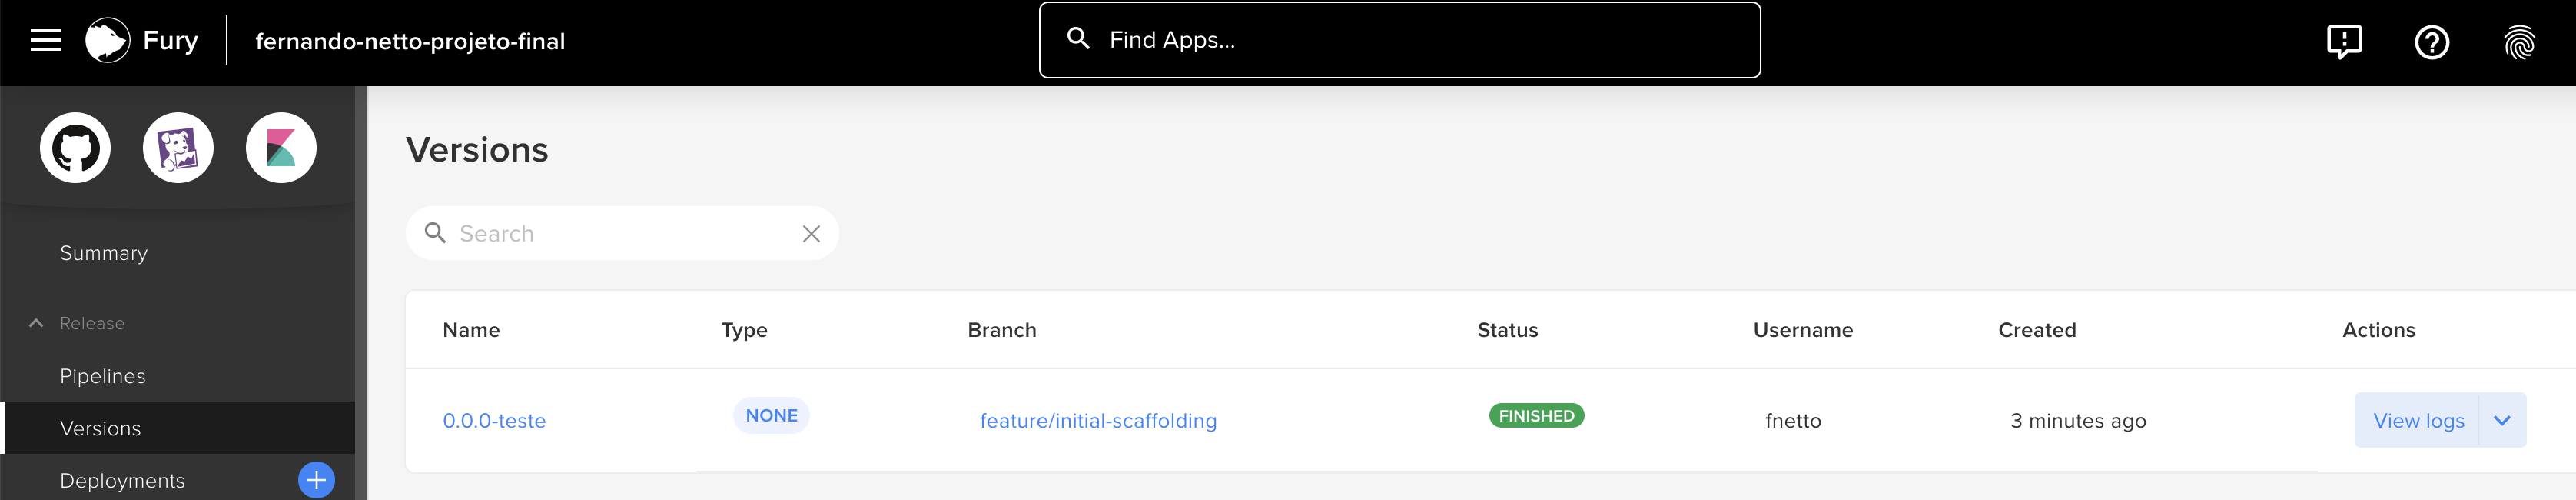 Fury fernando-netto-projeto-final Find Apps...
Versions
Search
Summary
Release
Pipelines
Versions
Deployments
Name Type Branch Status Username Created Actions
0.0.0-teste NONE feature/initial-scaffolding FINISHED fnetto 3 minutes ago View logs